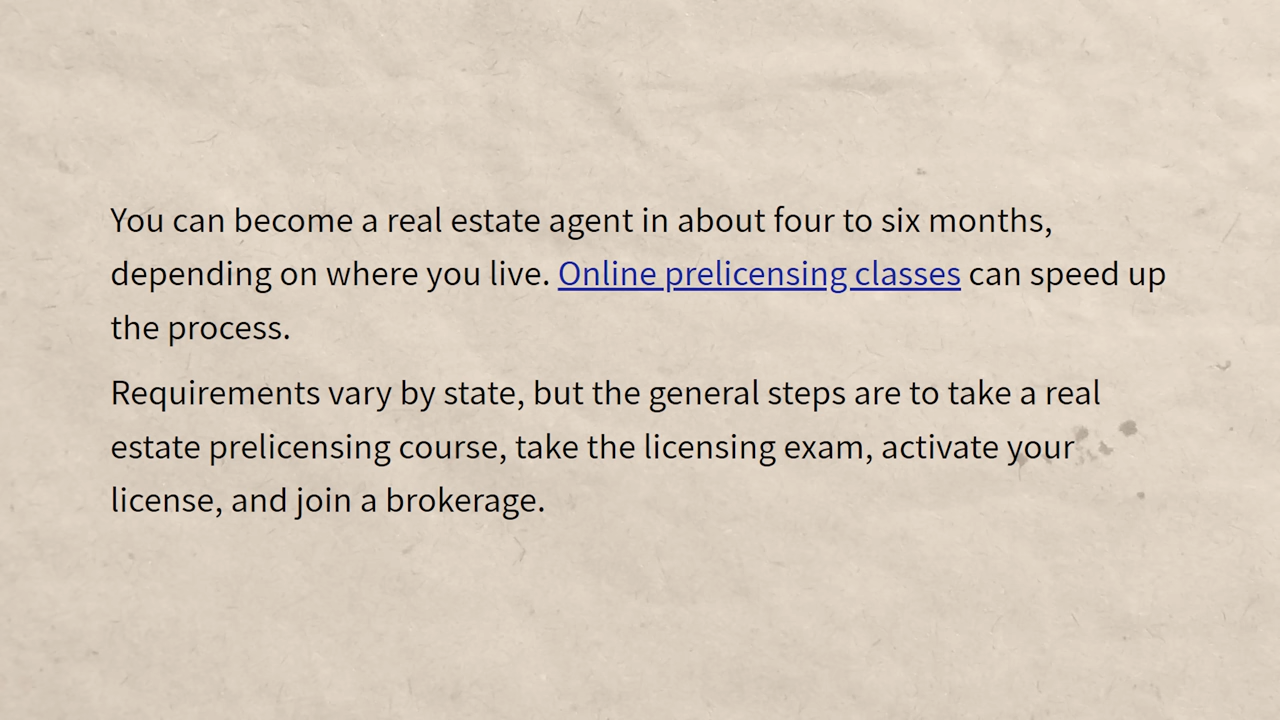 You can become a real estate agent in about four to six months,
depending on where you live. Online prelicensing classes can speed up
the process.
Requirements vary by state, but the general steps are to take a real
estate prelicensing course, take the licensing exam, activate your
license, and join a brokerage.